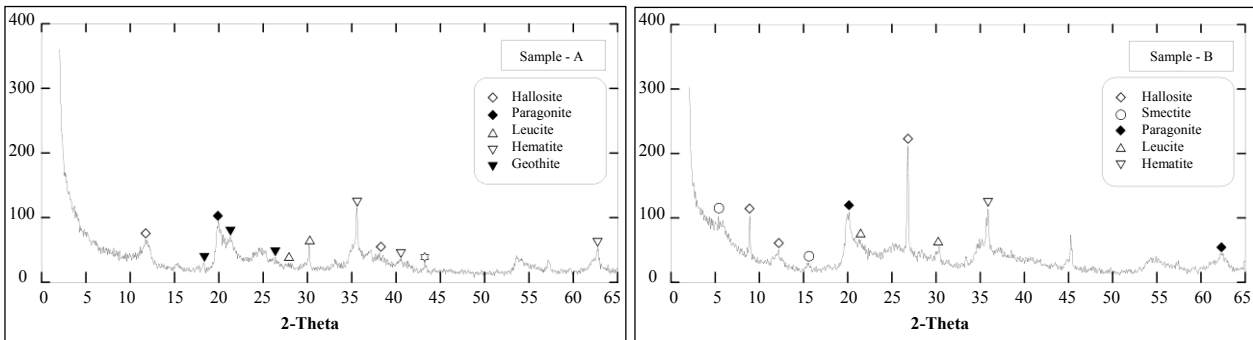 400
300
200
100
0
Sample - A
Hallosite
Paragonite
Leucite
Hematite
Geothite
0 5 10 15 20 25 30 35 40 45 50 55 60 65
2-Theta
400
300
200
100
0
Sample - B
Hallosite
Smectite
Paragonite
Leucite
Hematite
0 5 10 15 20 25 30 35 40 45 50 55 60 65
2-Theta